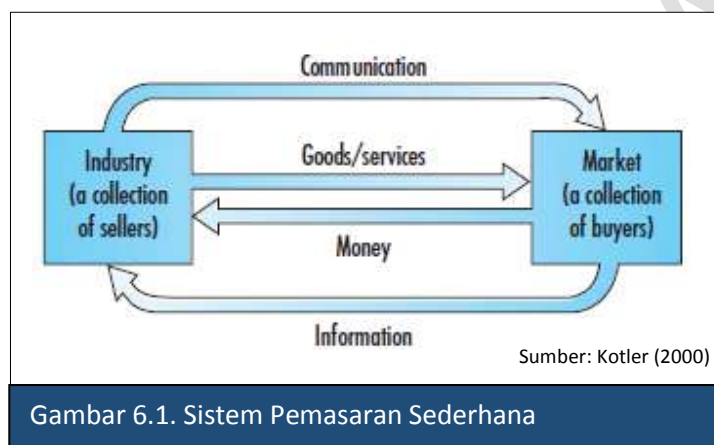 Communication
Industry
(a collection
of sellers)
Goods/services
Money
Market
(a collection
of buyers)
Information
Sumber: Kotler (2000)
Gambar 6.1. Sistem Pemasaran Sederhana